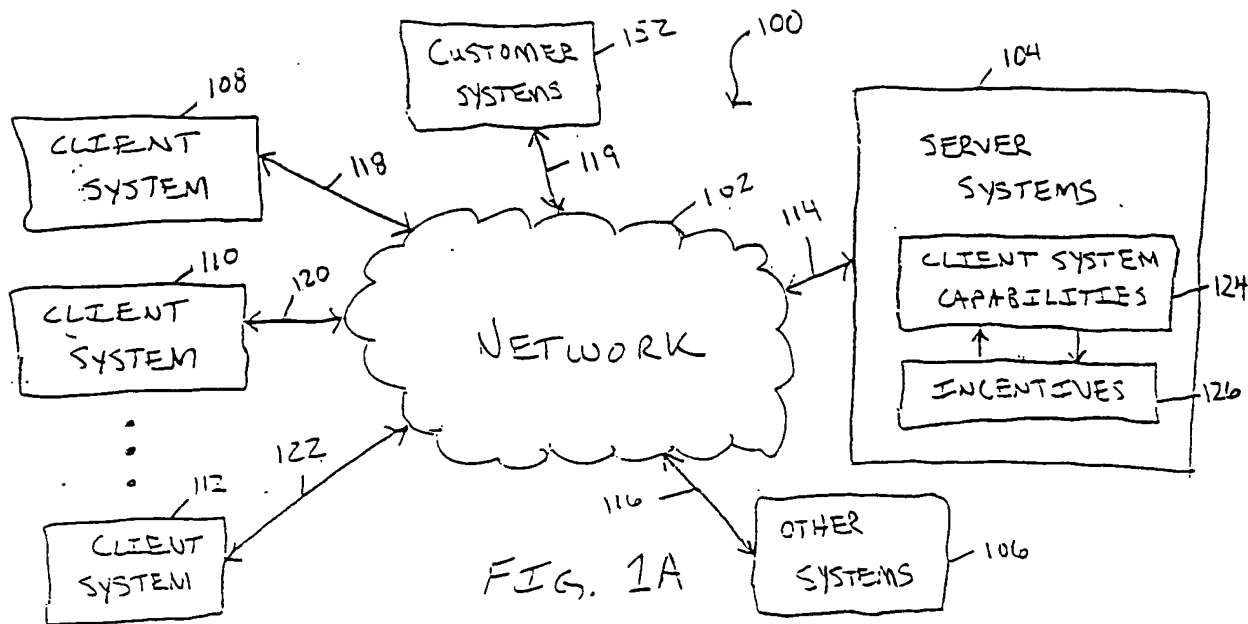 CUSTOMER
SYSTEMS
152
100
108
CLIENT
SYSTEM
118
119
102
114
104
SERVER
SYSTEMS
CLIENT SYSTEM
CAPABILITIES
124
INCENTIVES
126
110
CLIENT
SYSTEM
120
NETWORK
122
112
CLIENT
SYSTEM
116
OTHER
SYSTEMS
106
FIG. 1A